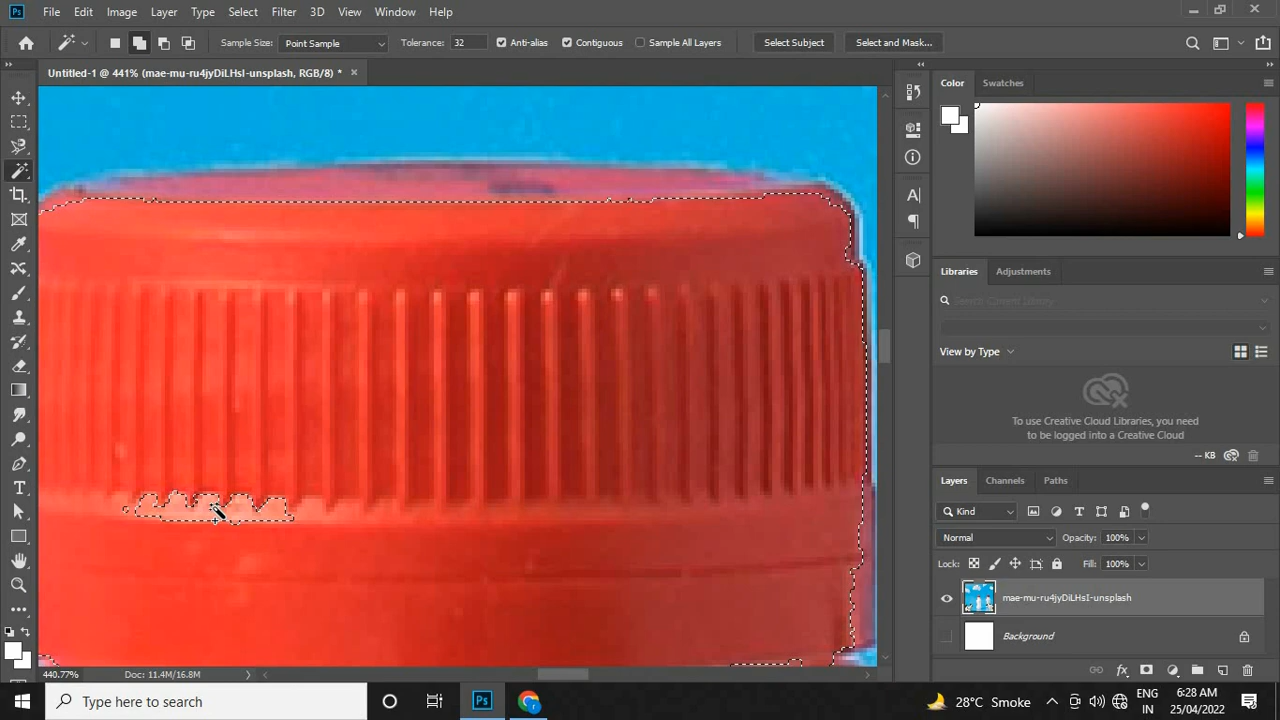 Ps File Edit Image Layer Type Select Filter 3D View Window Help
Sample Size: Point Sample Tolerance: 32 Anti-alias Contiguous Sample All Layers Select Subject Select and Mask...
Untitled-1 @ 441% (mae-mu-ru4jyDiLHsI-unsplash, RGB/8) *
Color Swatches
Libraries Adjustments
Search Current Library
View by Type
To use Creative Cloud Libraries, you need
to be logged into a Creative Cloud
-- KB
Layers Channels Paths
Kind
Normal Opacity: 100%
Lock: Fill: 100%
mae-mu-ru4jyDiLHsI-unsplash
Background
440.77% Doc: 11.4M/16.8M
Type here to search
Ps
28°C Smoke
ENG
IN
6:28 AM
25/04/2022